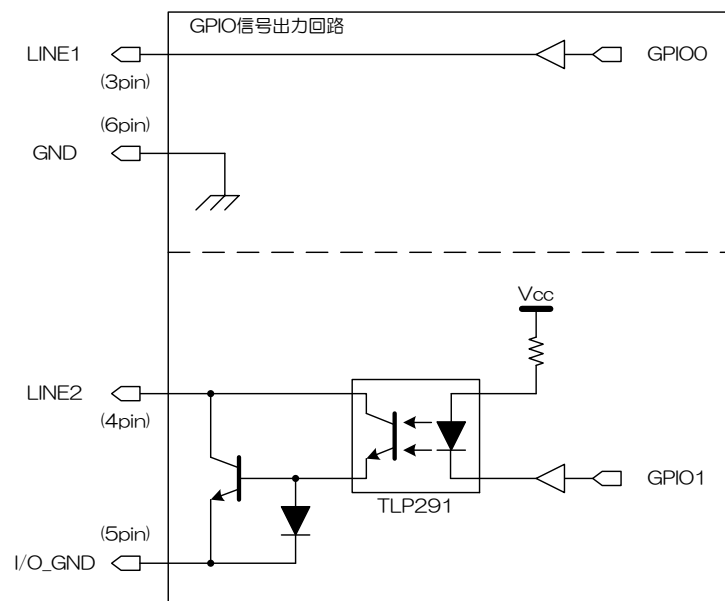 GPIO信号出力回路
LINE1
GPIO0
(3pin)
(6pin)
GND
Vcc
LINE2
(4pin)
GPIO1
TLP291
(5pin)
I/O_GND